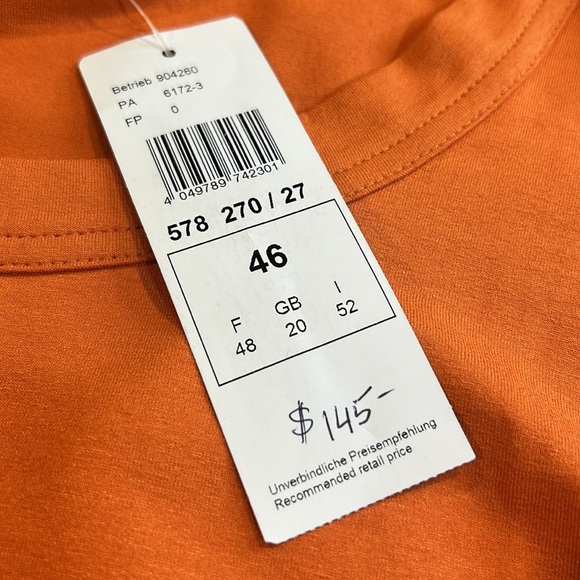 Betrieb 904260
PA 6172-3
FP 0
4 049789 742301
578 270 / 27
46
F GB I
48 20 52
$145-
Unverbindliche Preisempfehlung
Recommended retail price